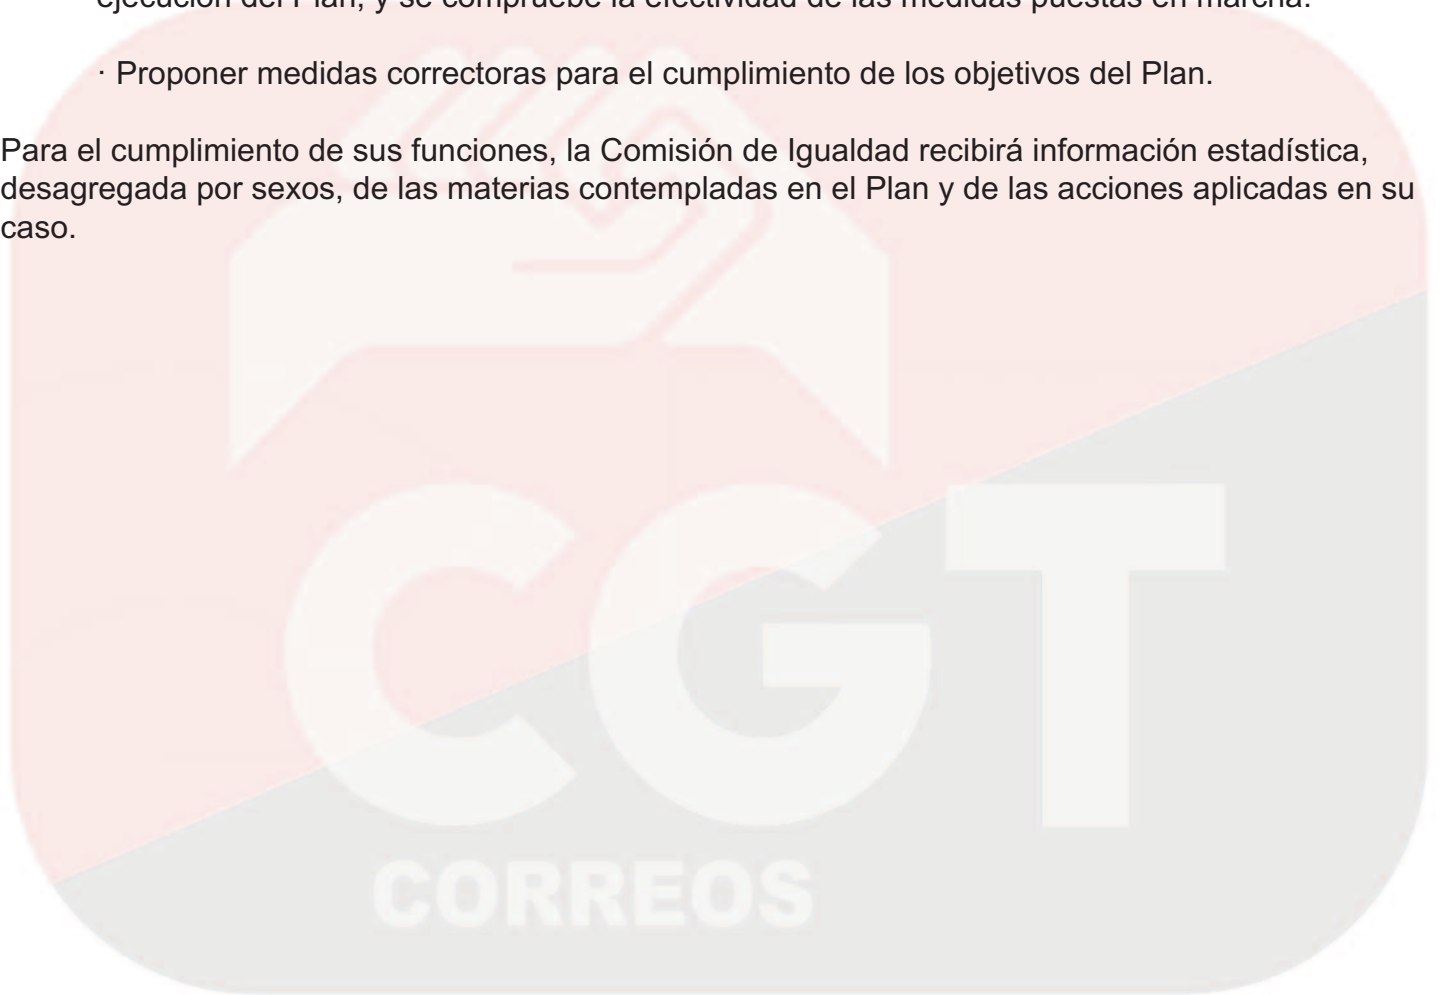 ejecución del Plan, y se compruebe la efectividad de las medidas puestas en marcha.
· Proponer medidas correctoras para el cumplimiento de los objetivos del Plan.
Para el cumplimiento de sus funciones, la Comisión de Igualdad recibirá información estadística,
desagregada por sexos, de las materias contempladas en el Plan y de las acciones aplicadas en su
caso.
CGT
CORREOS